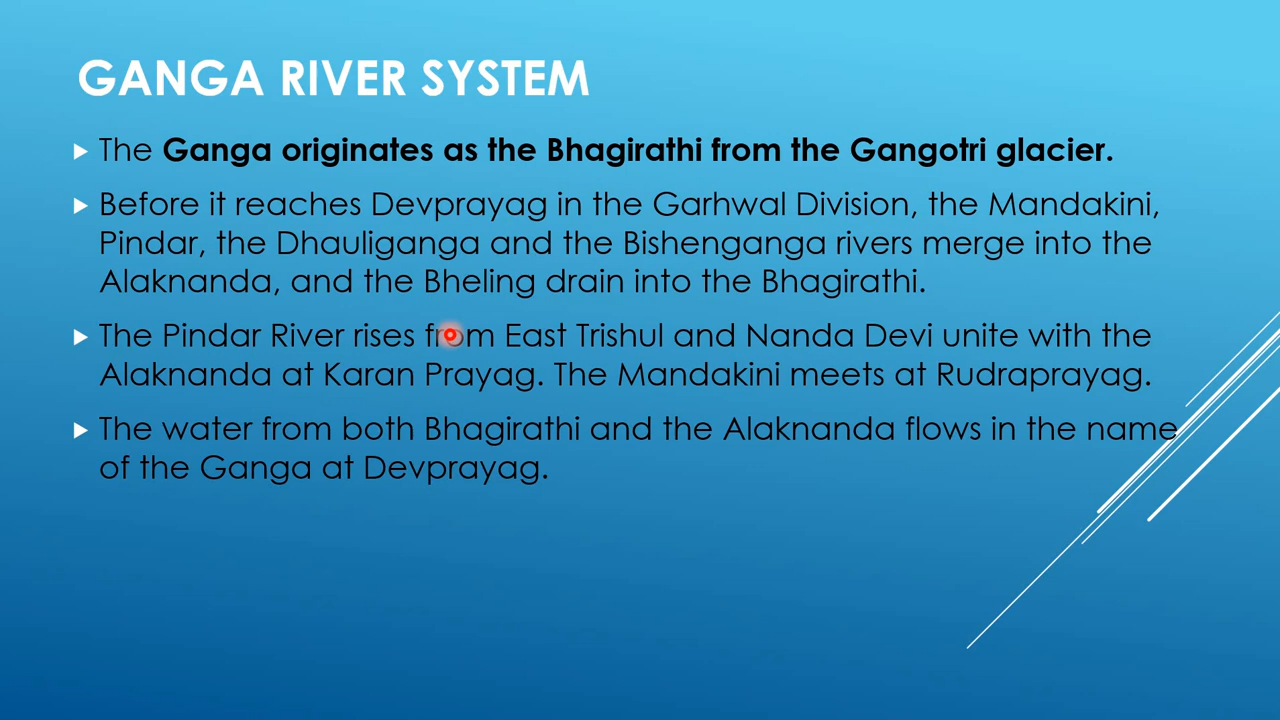 GANGA RIVER SYSTEM
The Ganga originates as the Bhagirathi from the Gangotri glacier.
Before it reaches Devprayag in the Garhwal Division, the Mandakini,
Pindar, the Dhauliganga and the Bishenganga rivers merge into the
Alaknanda, and the Bheling drain into the Bhagirathi.
The Pindar River rises from East Trishul and Nanda Devi unite with the
Alaknanda at Karan Prayag. The Mandakini meets at Rudraprayag.
The water from both Bhagirathi and the Alaknanda flows in the name
of the Ganga at Devprayag.